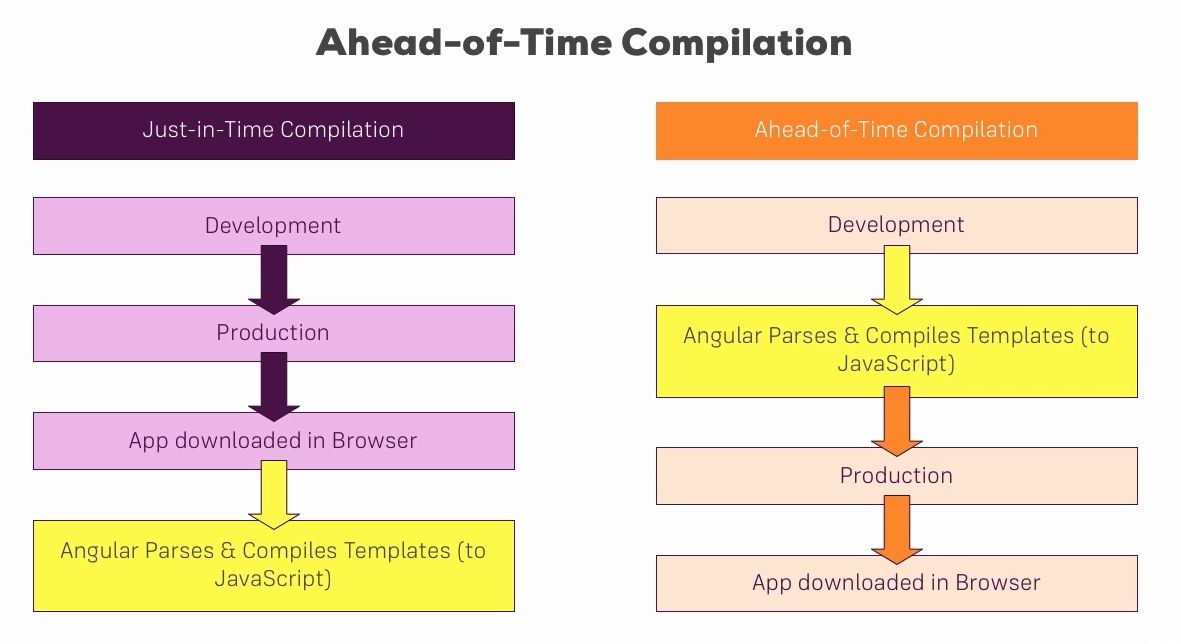 Ahead-of-Time Compilation
Just-in-Time Compilation
Development
Production
App downloaded in Browser
Angular Parses & Compiles Templates (to
JavaScript)
Ahead-of-Time Compilation
Development
Angular Parses & Compiles Templates (to
JavaScript)
Production
App downloaded in Browser